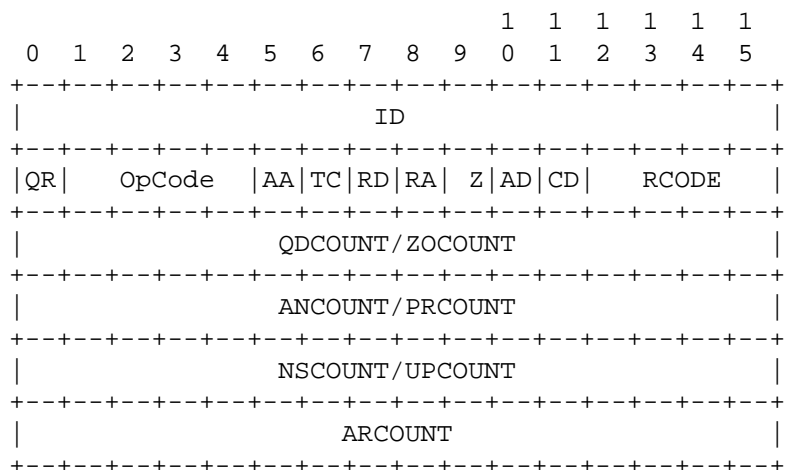 1  1  1  1  1  1
  0  1  2  3  4  5  6  7  8  9  0  1  2  3  4  5
+--+--+--+--+--+--+--+--+--+--+--+--+--+--+--+--+
|                      ID                       |
+--+--+--+--+--+--+--+--+--+--+--+--+--+--+--+--+
|QR|   OpCode  |AA|TC|RD|RA| Z|AD|CD|   RCODE   |
+--+--+--+--+--+--+--+--+--+--+--+--+--+--+--+--+
|                QDCOUNT/ZOCOUNT                |
+--+--+--+--+--+--+--+--+--+--+--+--+--+--+--+--+
|                ANCOUNT/PRCOUNT                |
+--+--+--+--+--+--+--+--+--+--+--+--+--+--+--+--+
|                NSCOUNT/UPCOUNT                |
+--+--+--+--+--+--+--+--+--+--+--+--+--+--+--+--+
|                    ARCOUNT                    |
+--+--+--+--+--+--+--+--+--+--+--+--+--+--+--+--+